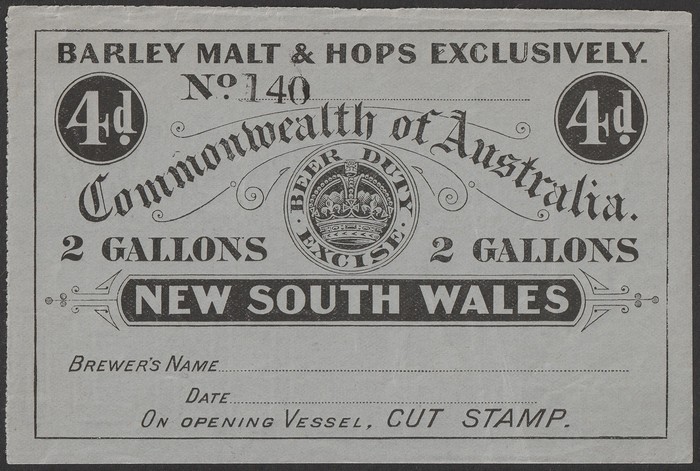 BARLEY MALT & HOPS EXCLUSIVELY.
No. 140
4d. 4d.
Commonwealth of Australia.
BEER DUTY
EXCISE
2 GALLONS 2 GALLONS
NEW SOUTH WALES
BREWER'S NAME
DATE
ON OPENING VESSEL, CUT STAMP.